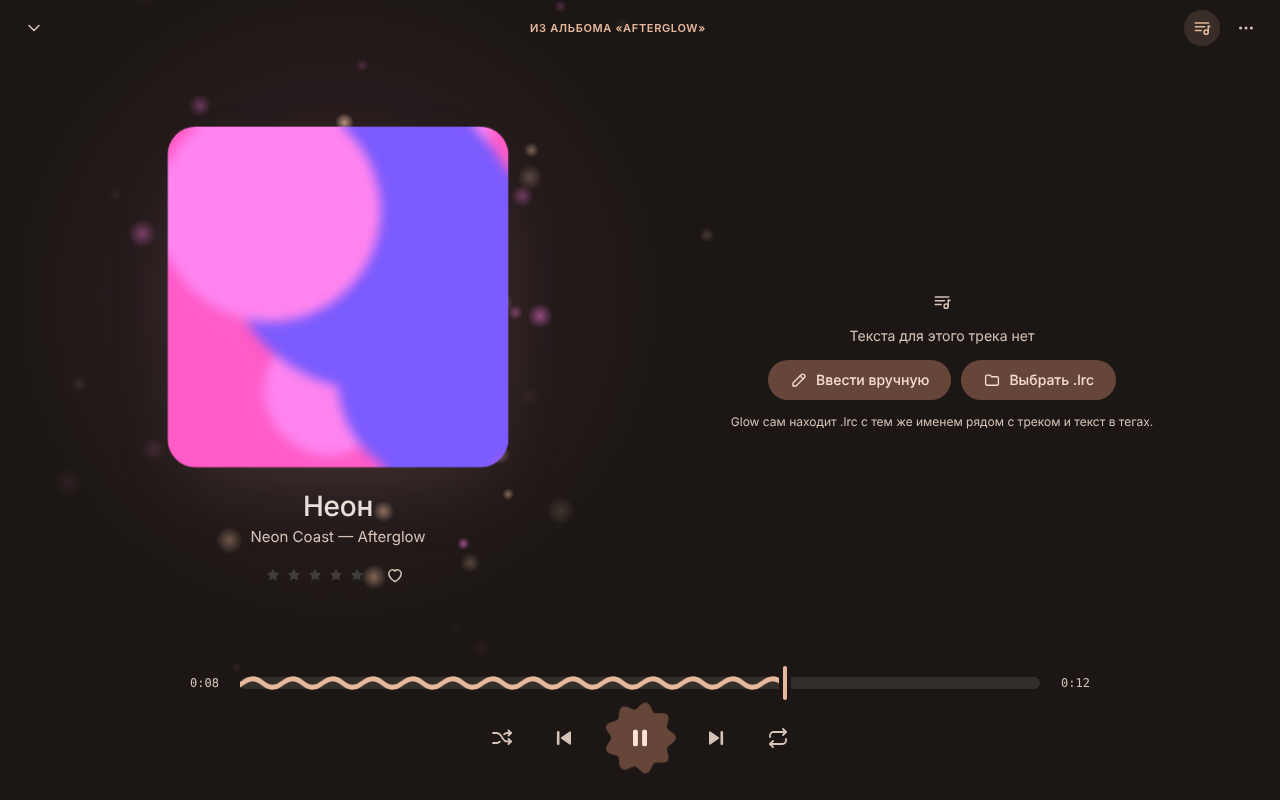 ИЗ АЛЬБОМА «AFTERGLOW»
Неон
Neon Coast — Afterglow
Текста для этого трека нет
Ввести вручную
Выбрать .lrc
Glow сам находит .lrc с тем же именем рядом с треком и текст в тегах.
0:08
0:12